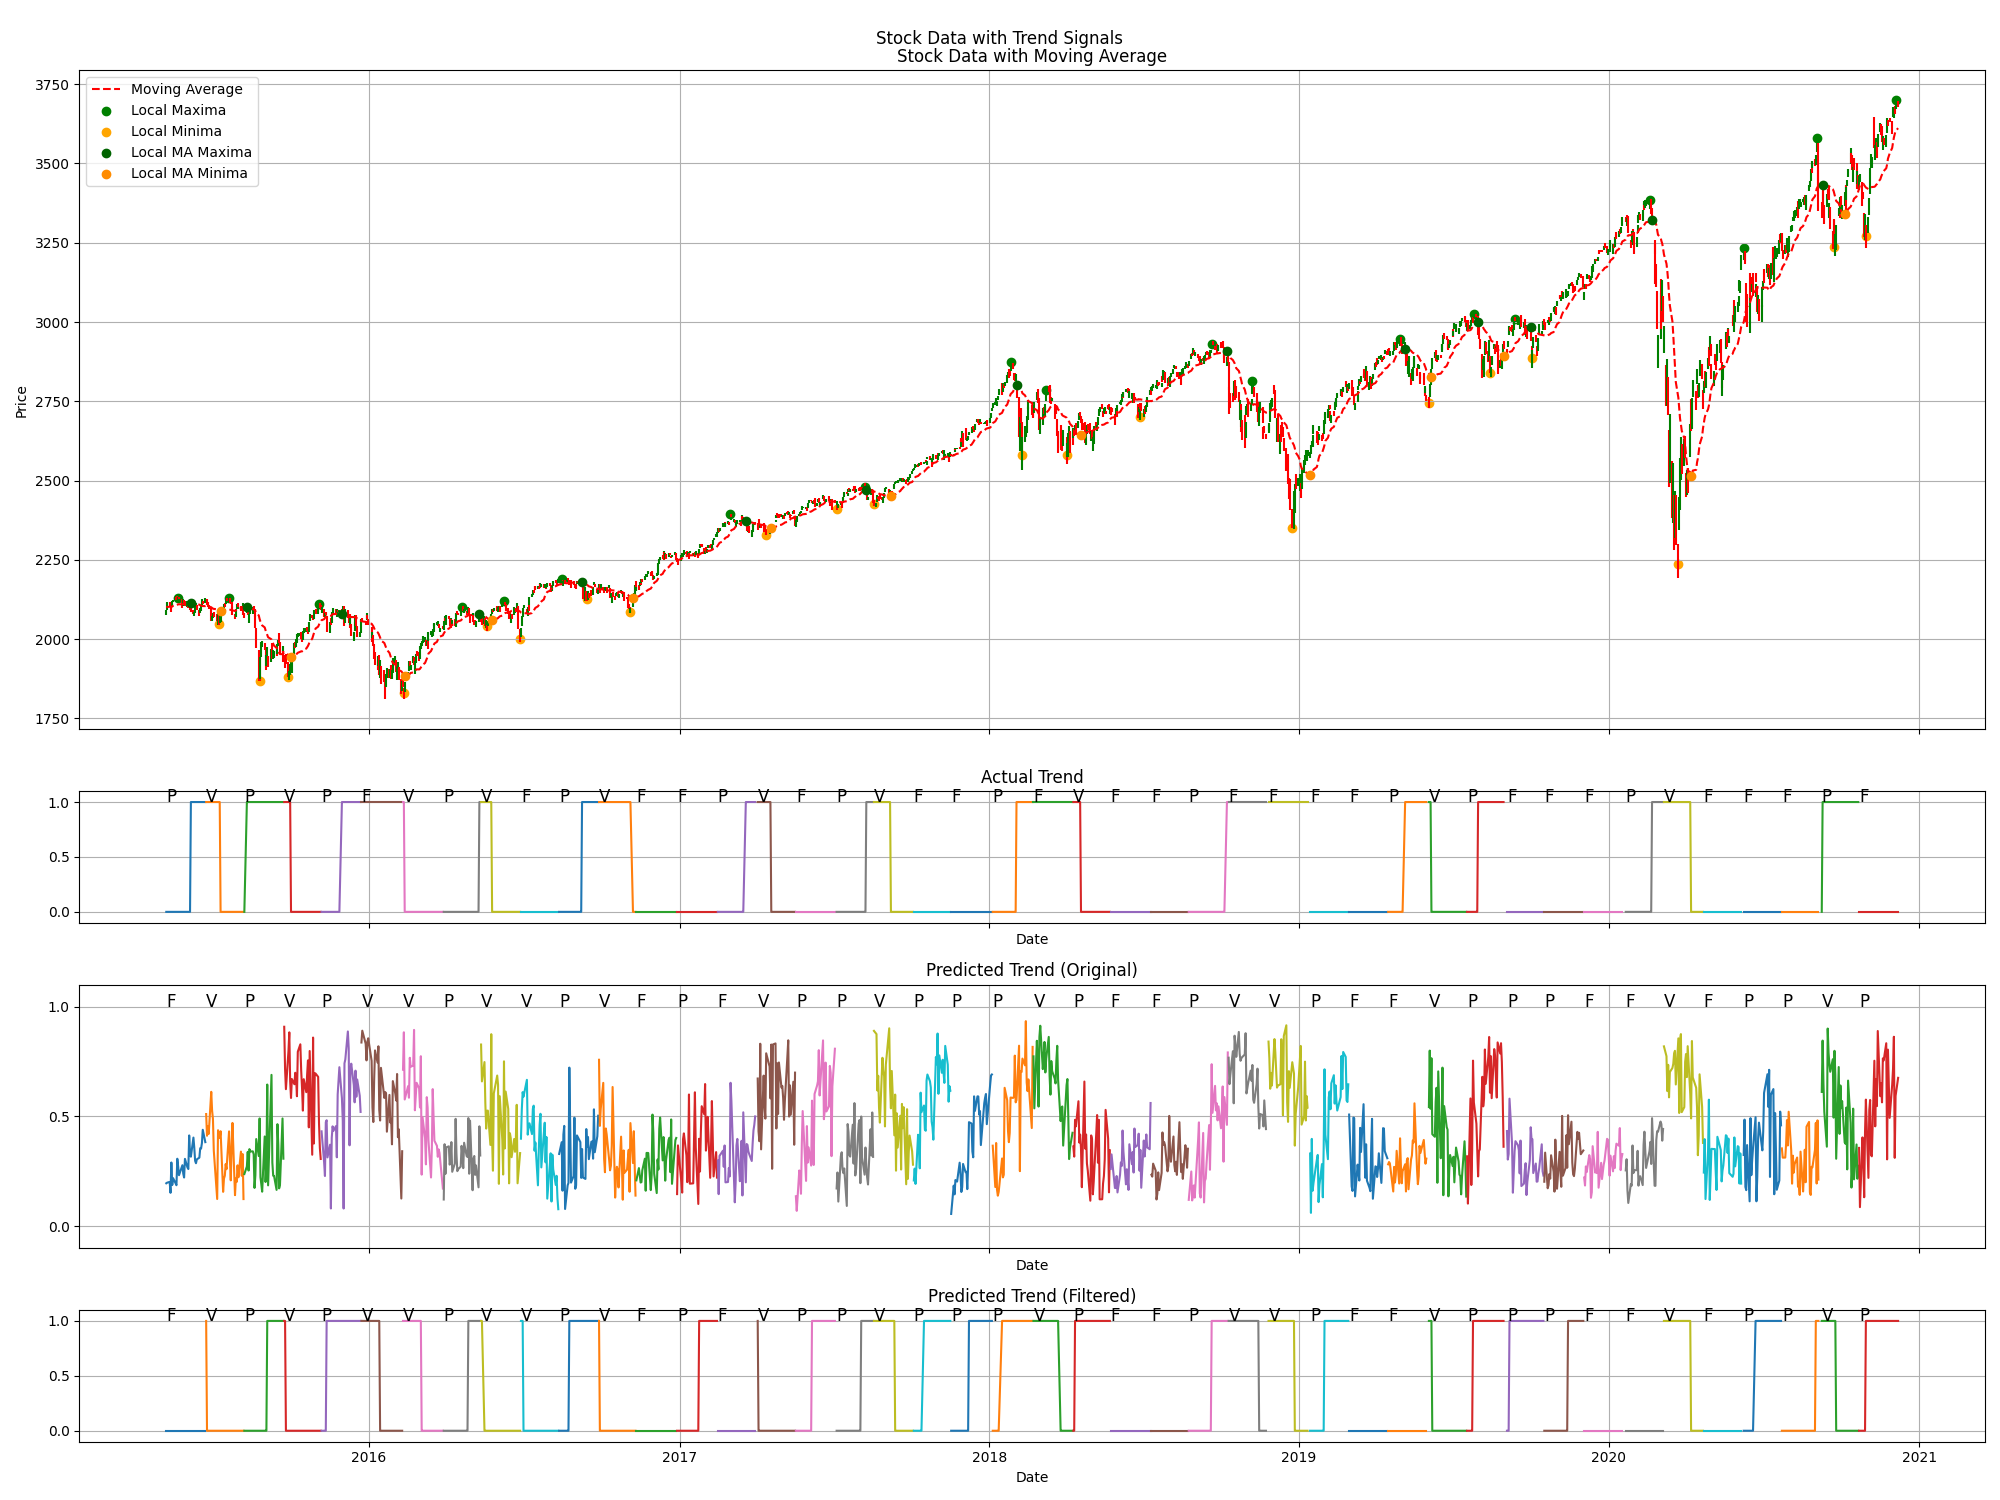 Stock Data with Trend Signals
Stock Data with Moving Average
Moving Average
Local Maxima
Local Minima
Local MA Maxima
Local MA Minima
Price
3750
3500
3250
3000
2750
2500
2250
2000
1750
Actual Trend
P V P V P F V P V F P V F F P V F P V F F P F V F F P F F F F P V P F F F P V F F F P F
1.0
0.5
0.0
Date
Predicted Trend (Original)
F V P V P V V P V V P V F P F V P P V P P P V P F F P V V P F F V P P P F F V F P P V P
1.0
0.5
0.0
Date
Predicted Trend (Filtered)
F V P V P V V P V V P V F P F V P P V P P P V P F F P V V P F F V P P P F F V F P P V P
1.0
0.5
0.0
2016 2017 2018 2019 2020 2021
Date